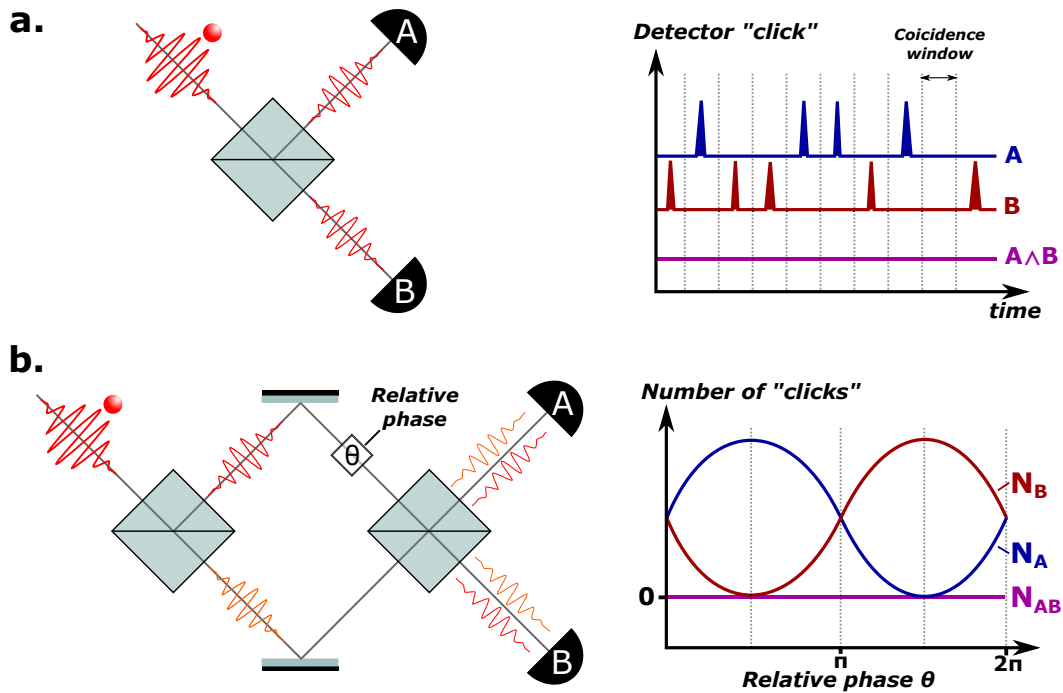 a.
A
B
Detector "click"
Coicidence
window
A
B
A∧B
time
b.
Relative
phase
θ
A
B
Number of "clicks"
N_B
N_A
N_AB
0
π
2π
Relative phase θ